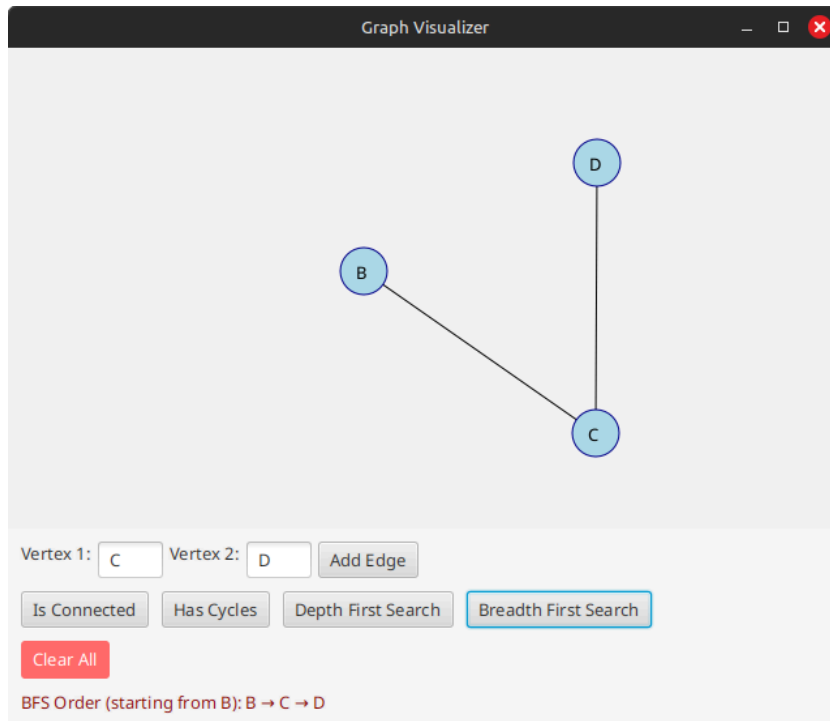 Graph Visualizer
D
B
C
Vertex 1: C Vertex 2: D Add Edge
Is Connected Has Cycles Depth First Search Breadth First Search
Clear All
BFS Order (starting from B): B → C → D